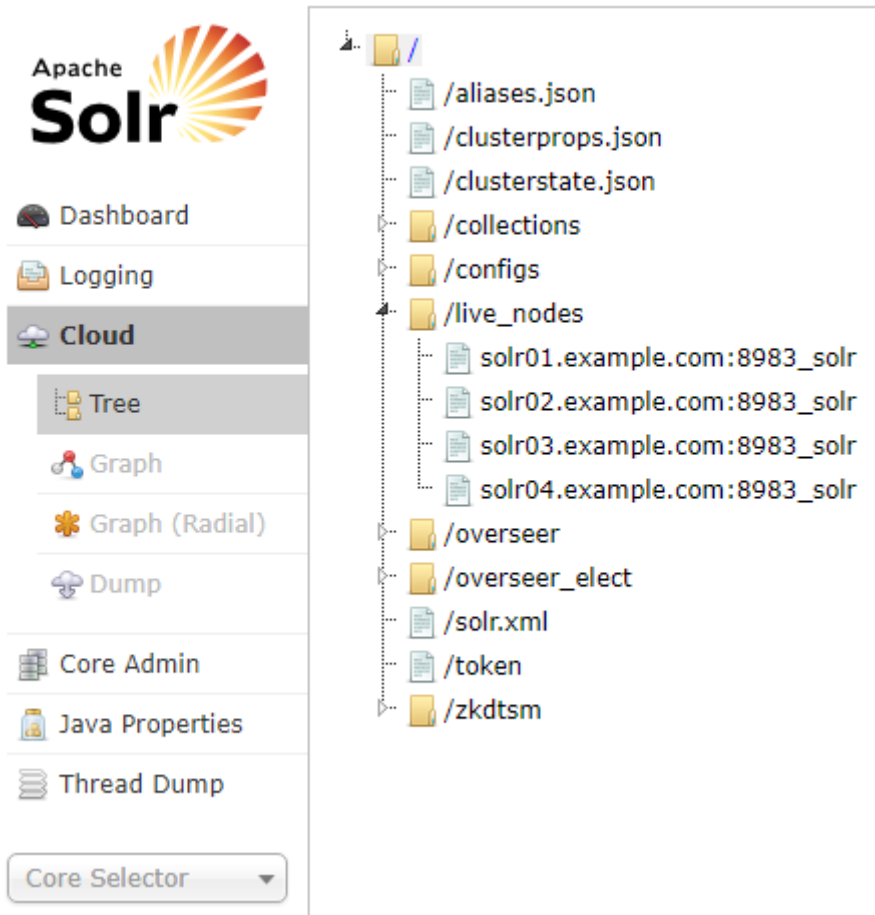 Apache
Solr
Dashboard
Logging
Cloud
Tree
Graph
Graph (Radial)
Dump
Core Admin
Java Properties
Thread Dump
Core Selector
/
/aliases.json
/clusterprops.json
/clusterstate.json
/collections
/configs
/live_nodes
solr01.example.com:8983_solr
solr02.example.com:8983_solr
solr03.example.com:8983_solr
solr04.example.com:8983_solr
/overseer
/overseer_elect
/solr.xml
/token
/zkdtsm